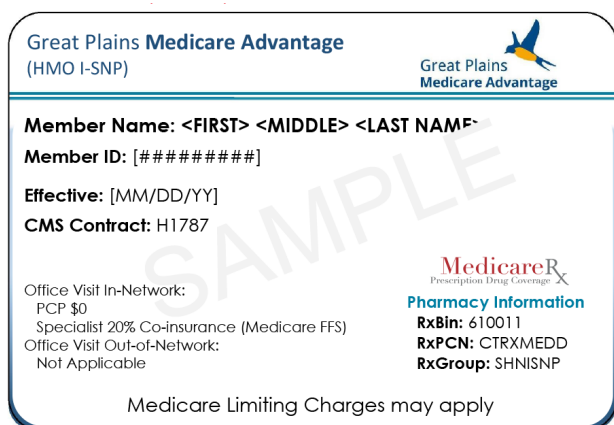 Great Plains Medicare Advantage
(HMO I-SNP)
Great Plains
Medicare Advantage
Member Name: <FIRST> <MIDDLE> <LAST NAME>
Member ID: [#########]
Effective: [MM/DD/YY]
CMS Contract: H1787
SAMPLE
Office Visit In-Network:
PCP $0
Specialist 20% Co-insurance (Medicare FFS)
Office Visit Out-of-Network:
Not Applicable
MedicareRx
Prescription Drug Coverage
Pharmacy Information
RxBin: 610011
RxPCN: CTRXMEDD
RxGroup: SHNISNP
Medicare Limiting Charges may apply